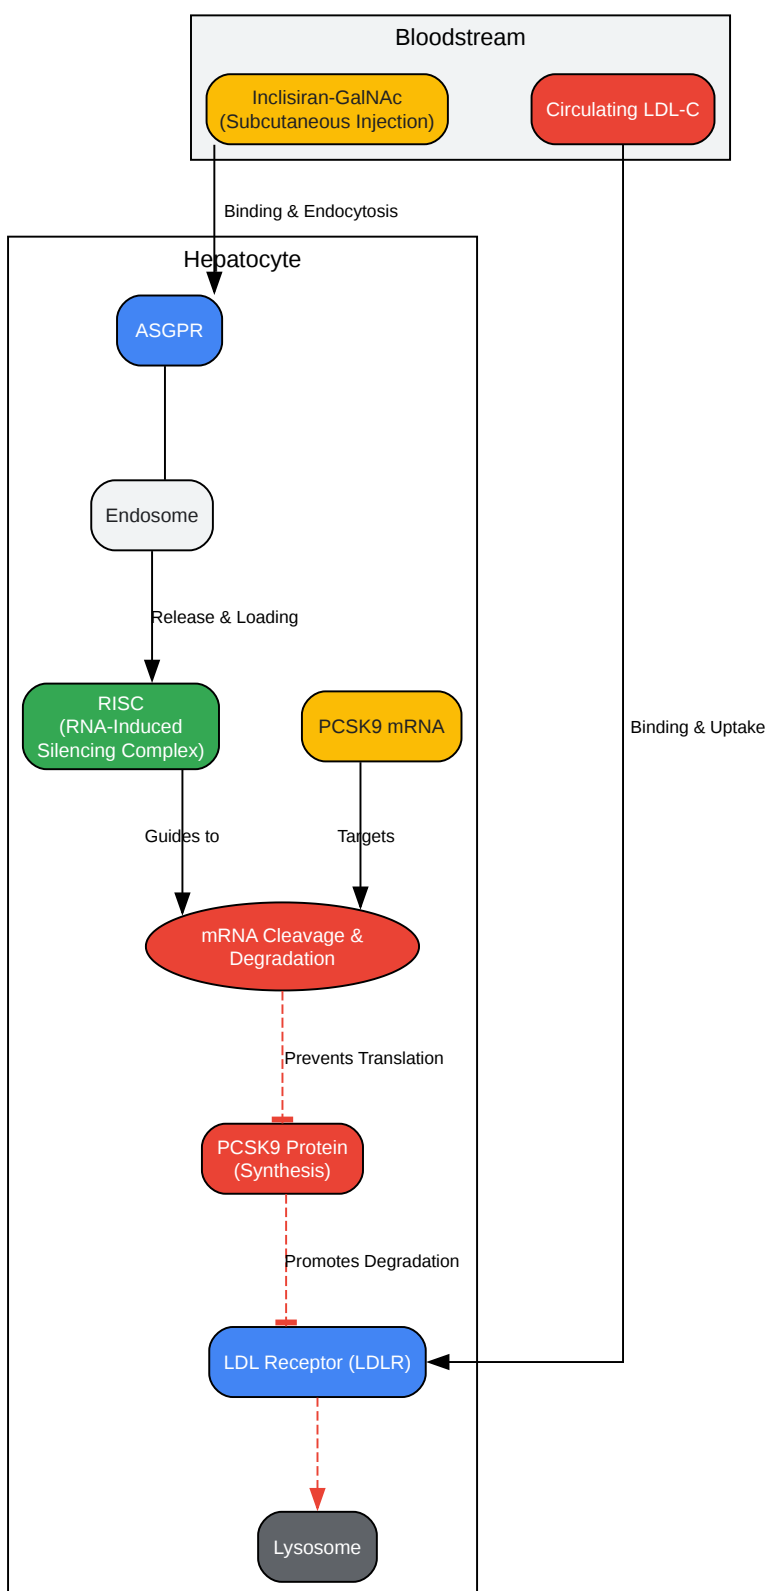 Bloodstream
Inclisiran-GalNAc
(Subcutaneous Injection)
Circulating LDL-C
Binding & Endocytosis
Hepatocyte
ASGPR
Endosome
Release & Loading
RISC
(RNA-Induced
Silencing Complex)
PCSK9 mRNA
Binding & Uptake
Guides to
Targets
mRNA Cleavage &
Degradation
Prevents Translation
PCSK9 Protein
(Synthesis)
Promotes Degradation
LDL Receptor (LDLR)
Lysosome